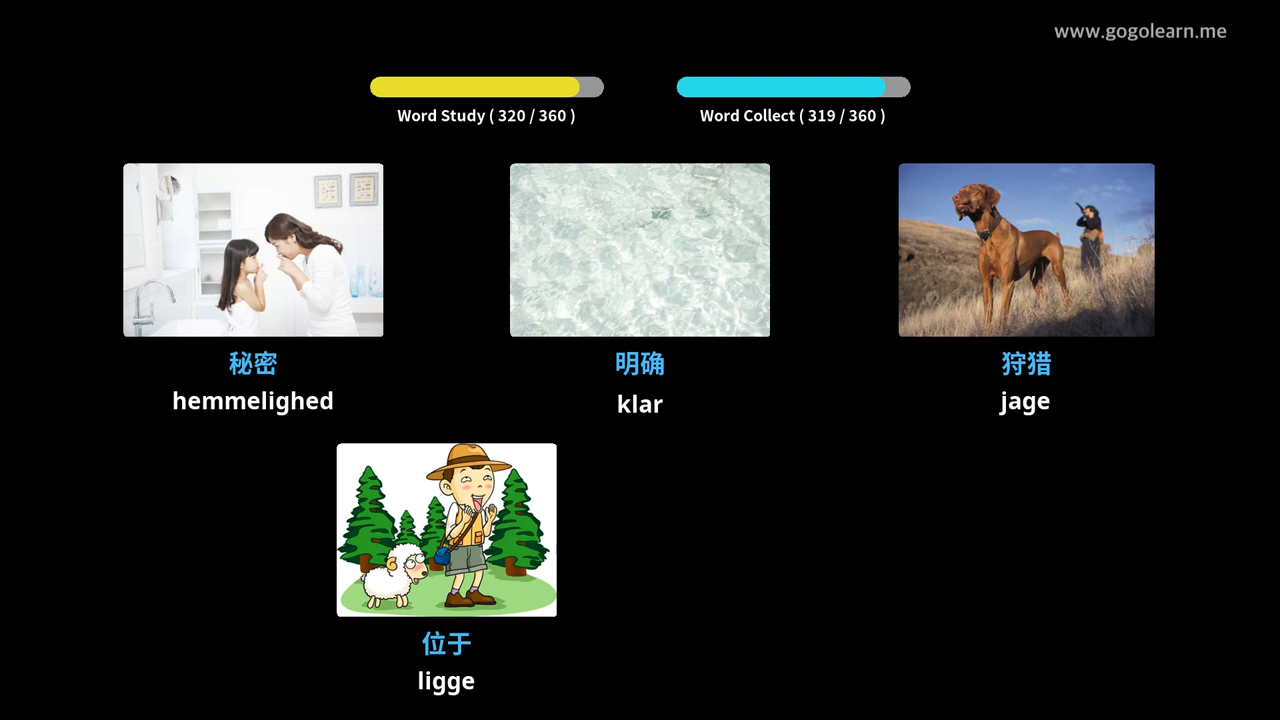 www.gogolearn.me
Word Study ( 320 / 360 )
Word Collect ( 319 / 360 )
秘密
hemmelighed
明确
klar
狩猎
jage
位于
ligge